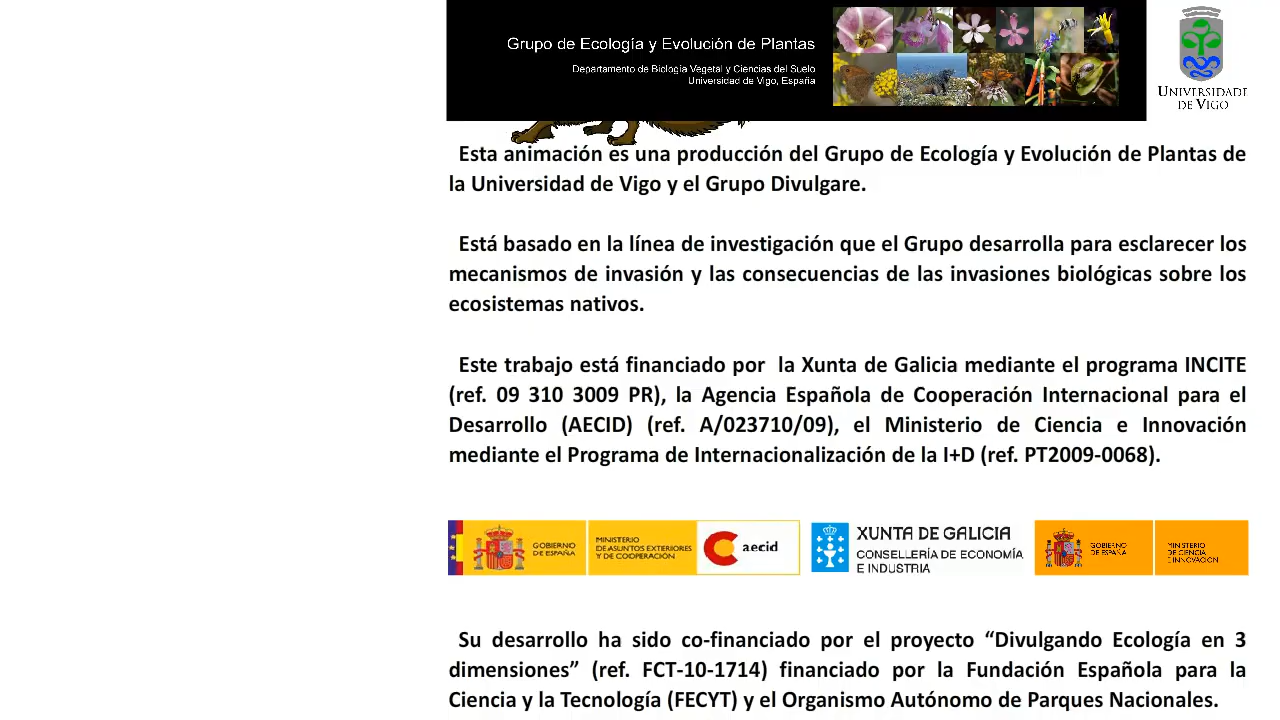 Grupo de Ecología y Evolución de Plantas
Departamento de Biología Vegetal y Ciencias del Suelo
Universidad de Vigo, España
UNIVERSIDADE
DE VIGO
Esta animación es una producción del Grupo de Ecología y Evolución de Plantas de
la Universidad de Vigo y el Grupo Divulgare.
Está basado en la línea de investigación que el Grupo desarrolla para esclarecer los
mecanismos de invasión y las consecuencias de las invasiones biológicas sobre los
ecosistemas nativos.
Este trabajo está financiado por la Xunta de Galicia mediante el programa INCITE
(ref. 09 310 3009 PR), la Agencia Española de Cooperación Internacional para el
Desarrollo (AECID) (ref. A/023710/09), el Ministerio de Ciencia e Innovación
mediante el Programa de Internacionalización de la I+D (ref. PT2009-0068).
GOBIERNO
DE ESPAÑA
MINISTERIO
DE ASUNTOS EXTERIORES
Y DE COOPERACIÓN
aecid
XUNTA DE GALICIA
CONSELLERÍA DE ECONOMÍA
E INDUSTRIA
GOBIERNO
DE ESPAÑA
MINISTERIO
DE CIENCIA
E INNOVACIÓN
Su desarrollo ha sido co-financiado por el proyecto “Divulgando Ecología en 3
dimensiones” (ref. FCT-10-1714) financiado por la Fundación Española para la
Ciencia y la Tecnología (FECYT) y el Organismo Autónomo de Parques Nacionales.